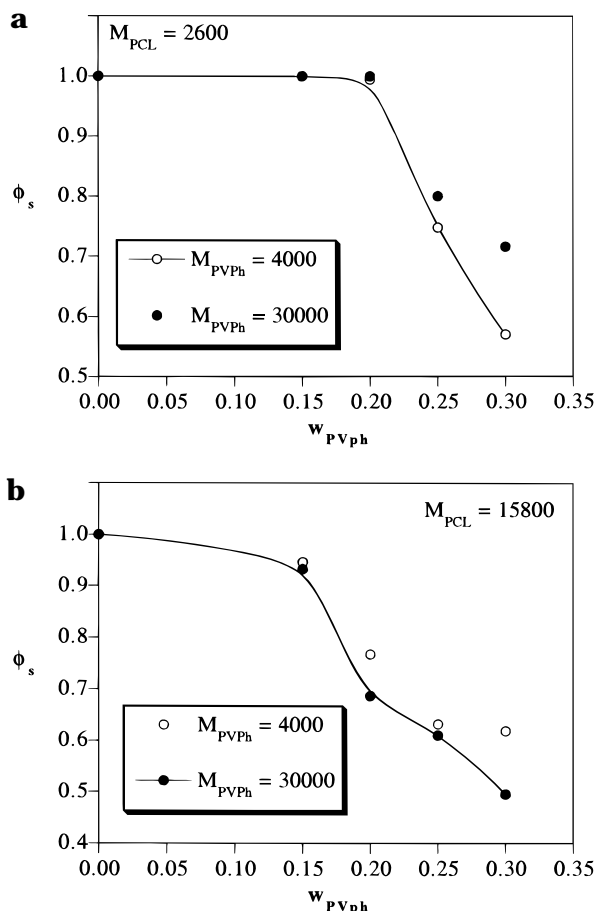 a
M_PCL = 2600
1.0
0.9
0.8
0.7
0.6
0.5
ϕ_s
M_PVPh = 4000
M_PVPh = 30000
0.00 0.05 0.10 0.15 0.20 0.25 0.30 0.35
w_PVph
b
M_PCL = 15800
1.0
0.9
0.8
0.7
0.6
0.5
0.4
ϕ_s
M_PVPh = 4000
M_PVPh = 30000
0.00 0.05 0.10 0.15 0.20 0.25 0.30 0.35
w_PVph